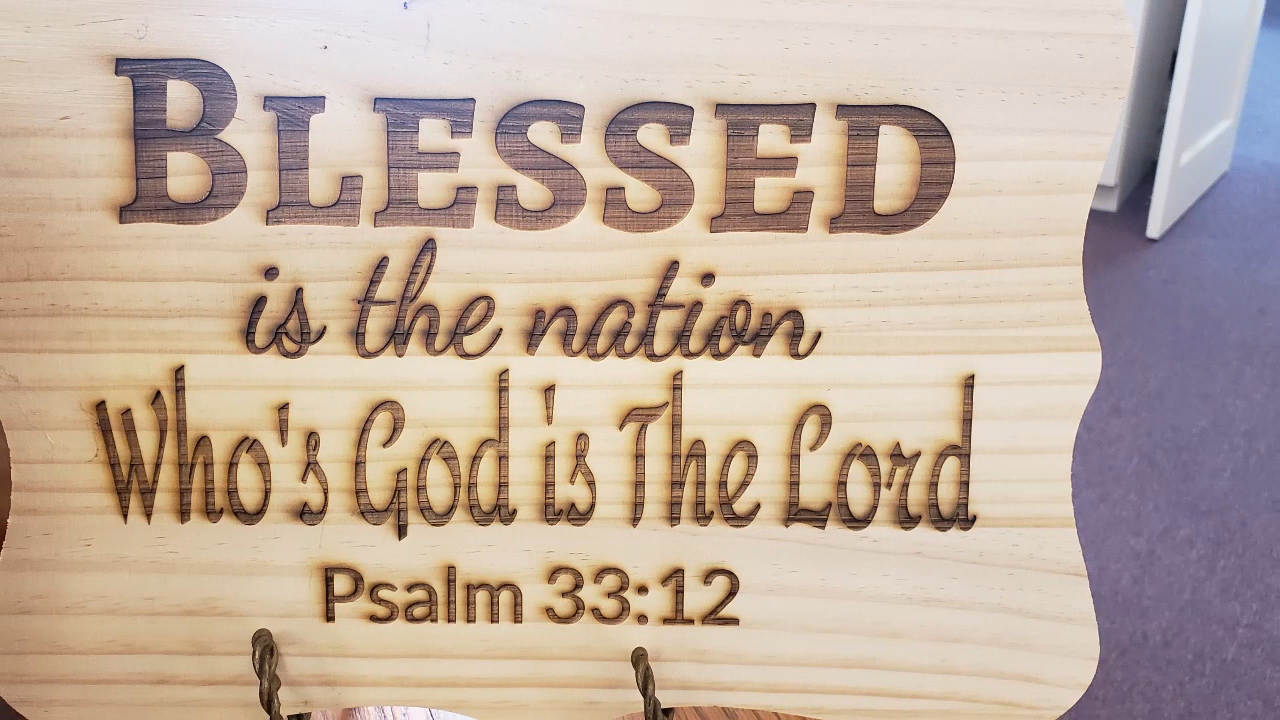 BLESSED
is the nation
Who's God is The Lord
Psalm 33:12